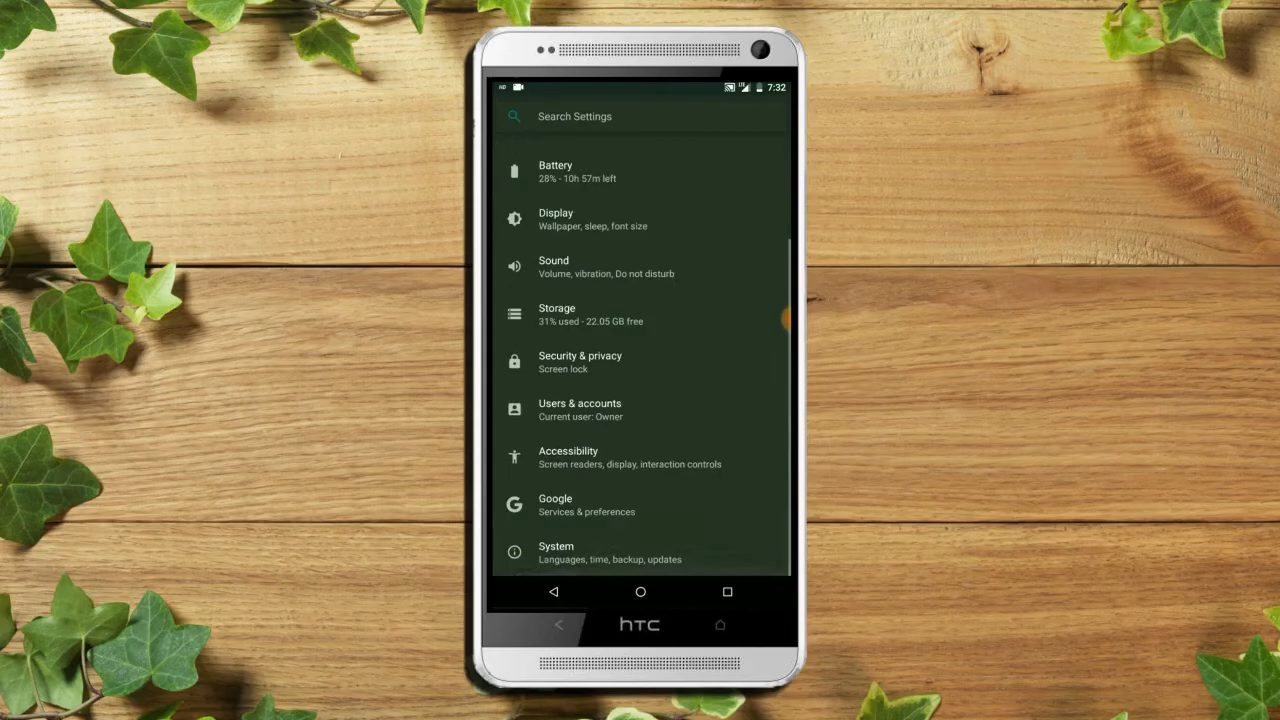 HD
LTE
7:32
Search Settings
Battery
28% - 10h 57m left
Display
Wallpaper, sleep, font size
Sound
Volume, vibration, Do not disturb
Storage
31% used - 22.05 GB free
Security & privacy
Screen lock
Users & accounts
Current user: Owner
Accessibility
Screen readers, display, interaction controls
Google
Services & preferences
System
Languages, time, backup, updates
hTC